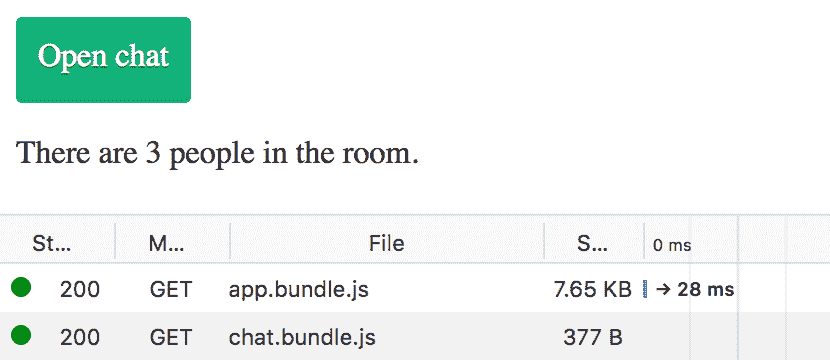 Open chat
There are 3 people in the room.
St... M... File S... 0 ms
200 GET app.bundle.js 7.65 KB → 28 ms
200 GET chat.bundle.js 377 B